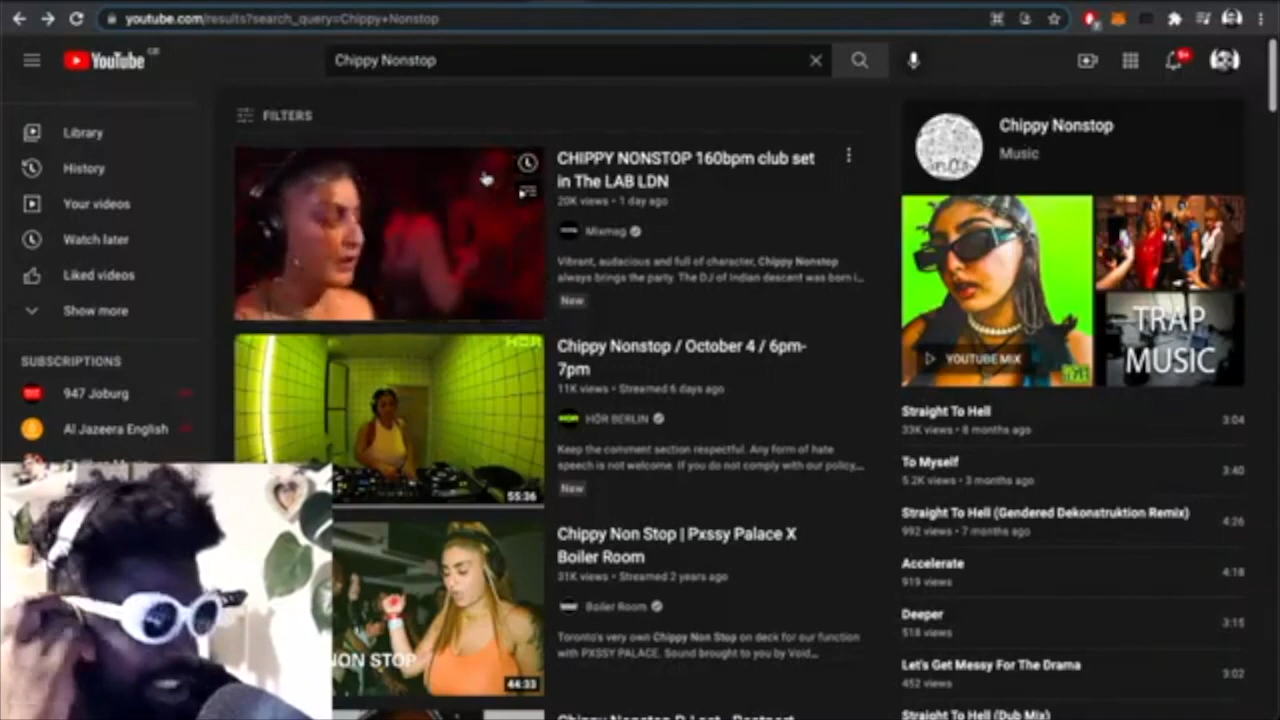 youtube.com/results?search_query=Chippy+Nonstop
YouTube
Chippy Nonstop
9+
Library
History
Your videos
Watch later
Liked videos
Show more
SUBSCRIPTIONS
947 Joburg
Al Jazeera English
FILTERS
CHIPPY NONSTOP 160bpm club set
in The LAB LDN
20K views • 1 day ago
Mixmag
Vibrant, audacious and full of character, Chippy Nonstop
always brings the party. The DJ of Indian descent was born i...
New
HÖR
55:36
Chippy Nonstop / October 4 / 6pm-
7pm
11K views • Streamed 6 days ago
HÖR BERLIN
Keep the comment section respectful. Any form of hate
speech is not welcome. If you do not comply with our policy,...
New
NON STOP
44:33
Chippy Non Stop | Pxssy Palace X
Boiler Room
31K views • Streamed 2 years ago
Boiler Room
Toronto's very own Chippy Non Stop on deck for our function
with PXSSY PALACE. Sound brought to you by Void...
Chippy Nonstop
Music
YOUTUBE MIX
TRAP
MUSIC
Straight To Hell
33K views • 8 months ago
3:04
To Myself
5.2K views • 3 months ago
3:40
Straight To Hell (Gendered Dekonstruktion Remix)
992 views • 7 months ago
4:26
Accelerate
919 views
4:18
Deeper
518 views
3:15
Let's Get Messy For The Drama
452 views
3:02
Straight To Hell (Dub Mix)